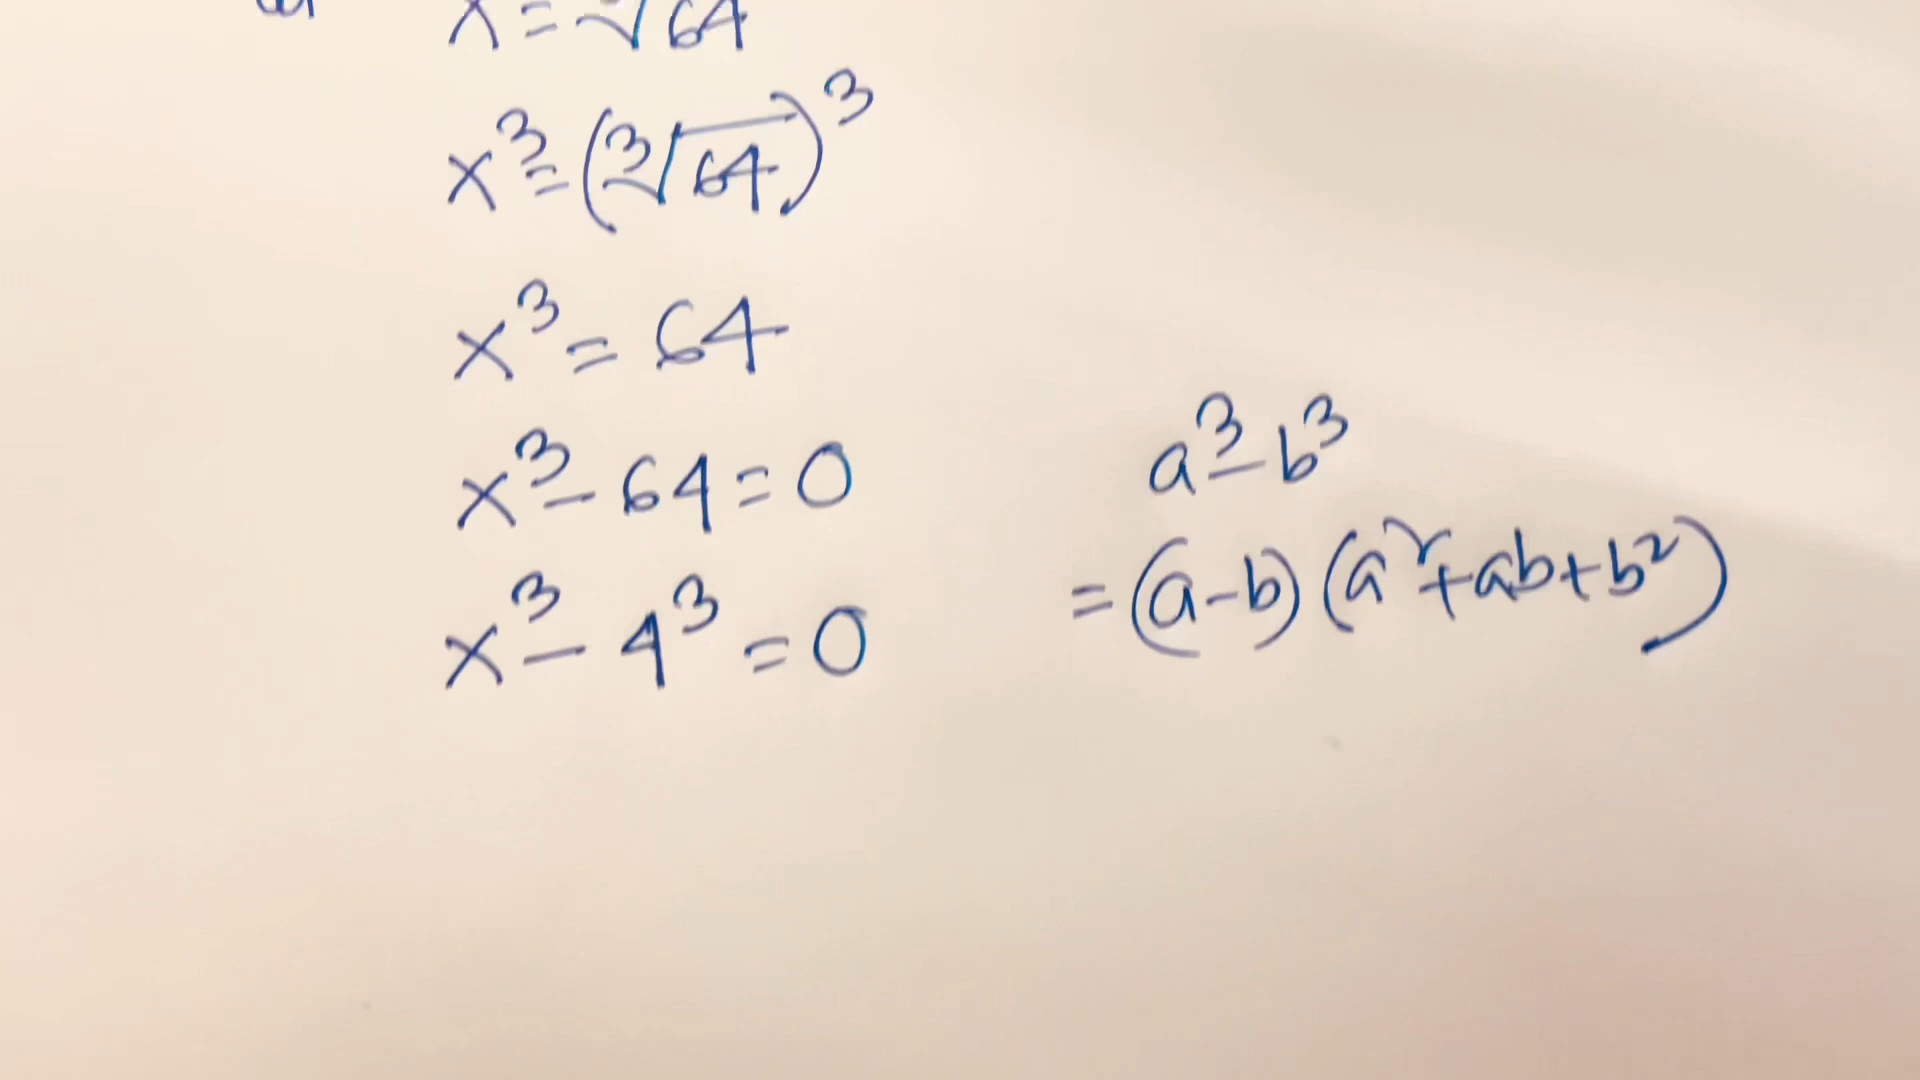 x = ∛64
x³ = (∛64)³
x³ = 64
x³ - 64 = 0
x³ - 4³ = 0
a³ - b³
= (a-b) (a²+ab+b²)